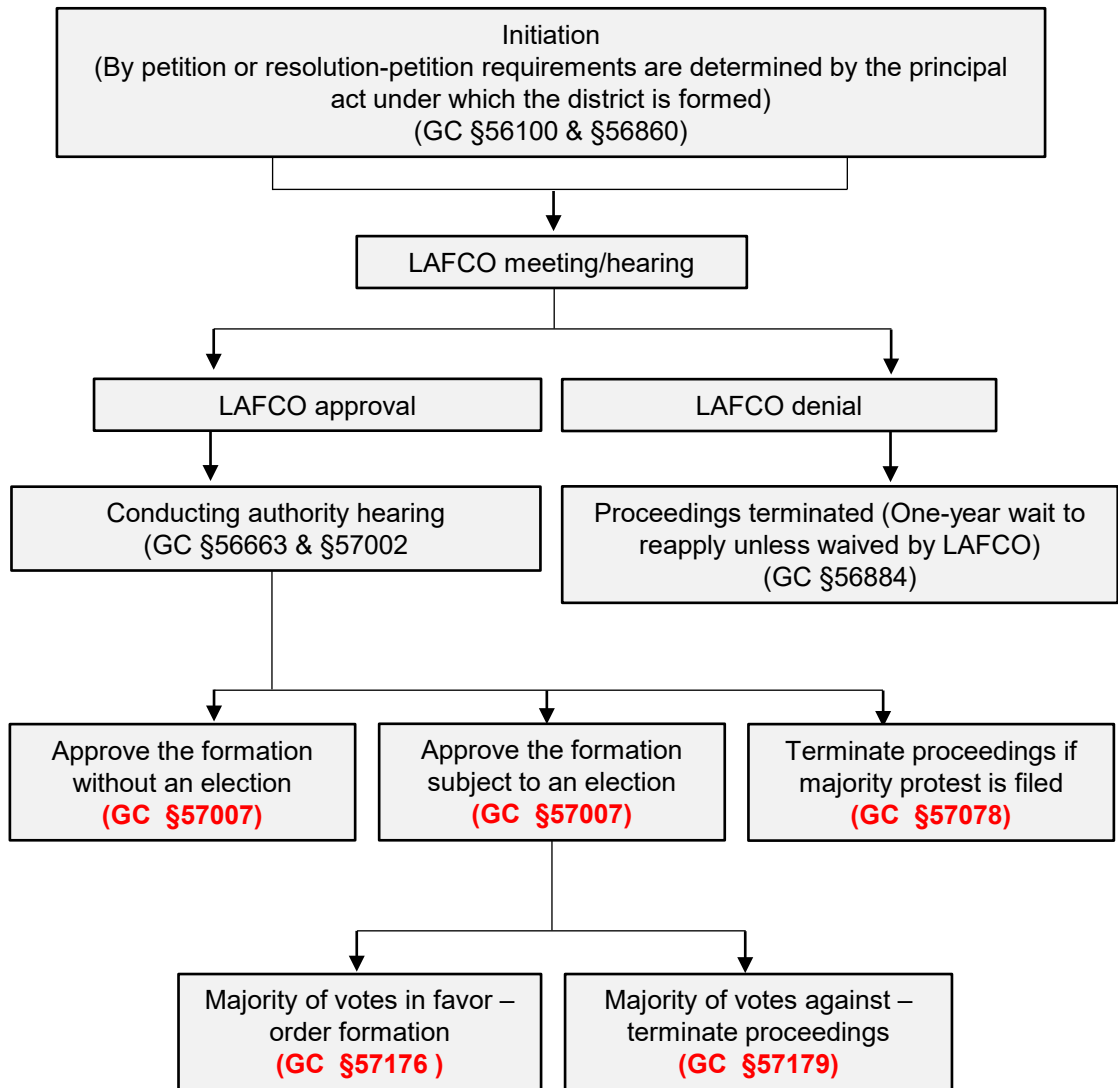 Initiation
(By petition or resolution-petition requirements are determined by the principal
act under which the district is formed)
(GC §56100 & §56860)
LAFCO meeting/hearing
LAFCO approval
LAFCO denial
Conducting authority hearing
(GC §56663 & §57002
Proceedings terminated (One-year wait to
reapply unless waived by LAFCO)
(GC §56884)
Approve the formation
without an election
(GC §57007)
Approve the formation
subject to an election
(GC §57007)
Terminate proceedings if
majority protest is filed
(GC §57078)
Majority of votes in favor –
order formation
(GC §57176 )
Majority of votes against –
terminate proceedings
(GC §57179)